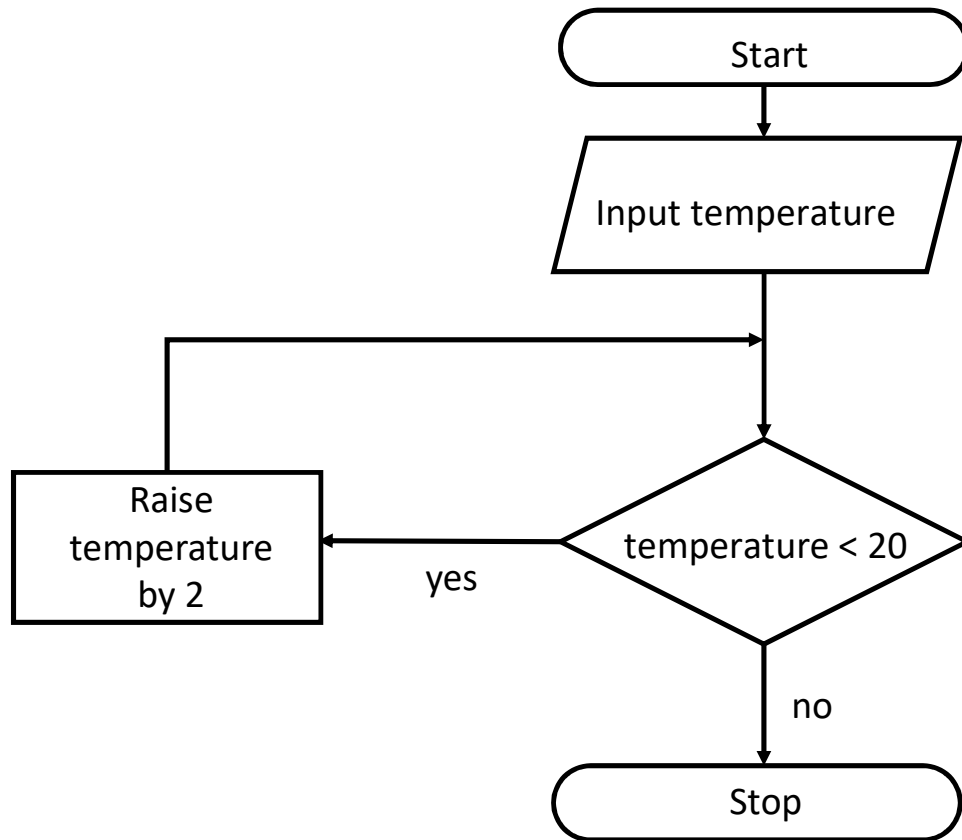 Start
Input temperature
Raise
temperature
by 2
yes
temperature < 20
no
Stop